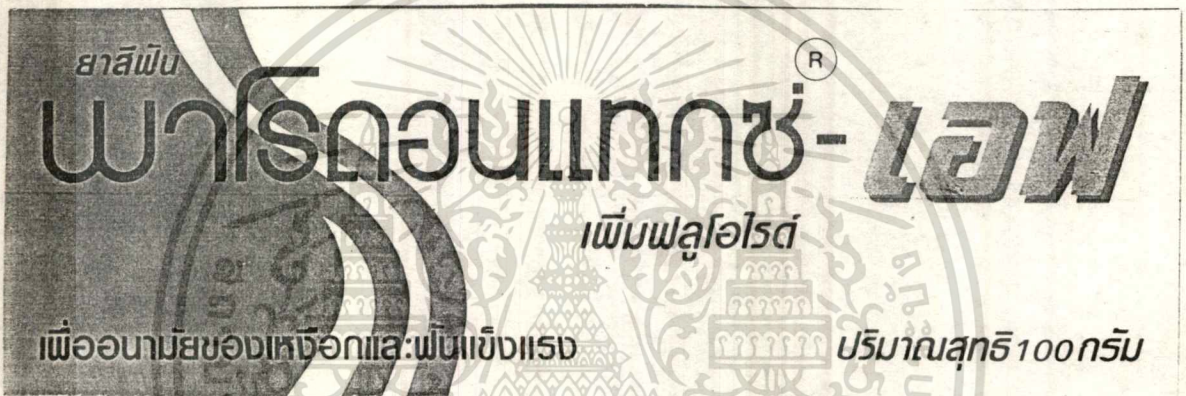 ยาสีฟัน
พาโรดอนแทกซ์®-เอฟ
เพิ่มฟลูโอไรด์
เพื่ออนามัยของเหงือกและฟันแข็งแรง
ปริมาณสุทธิ 100 กรัม